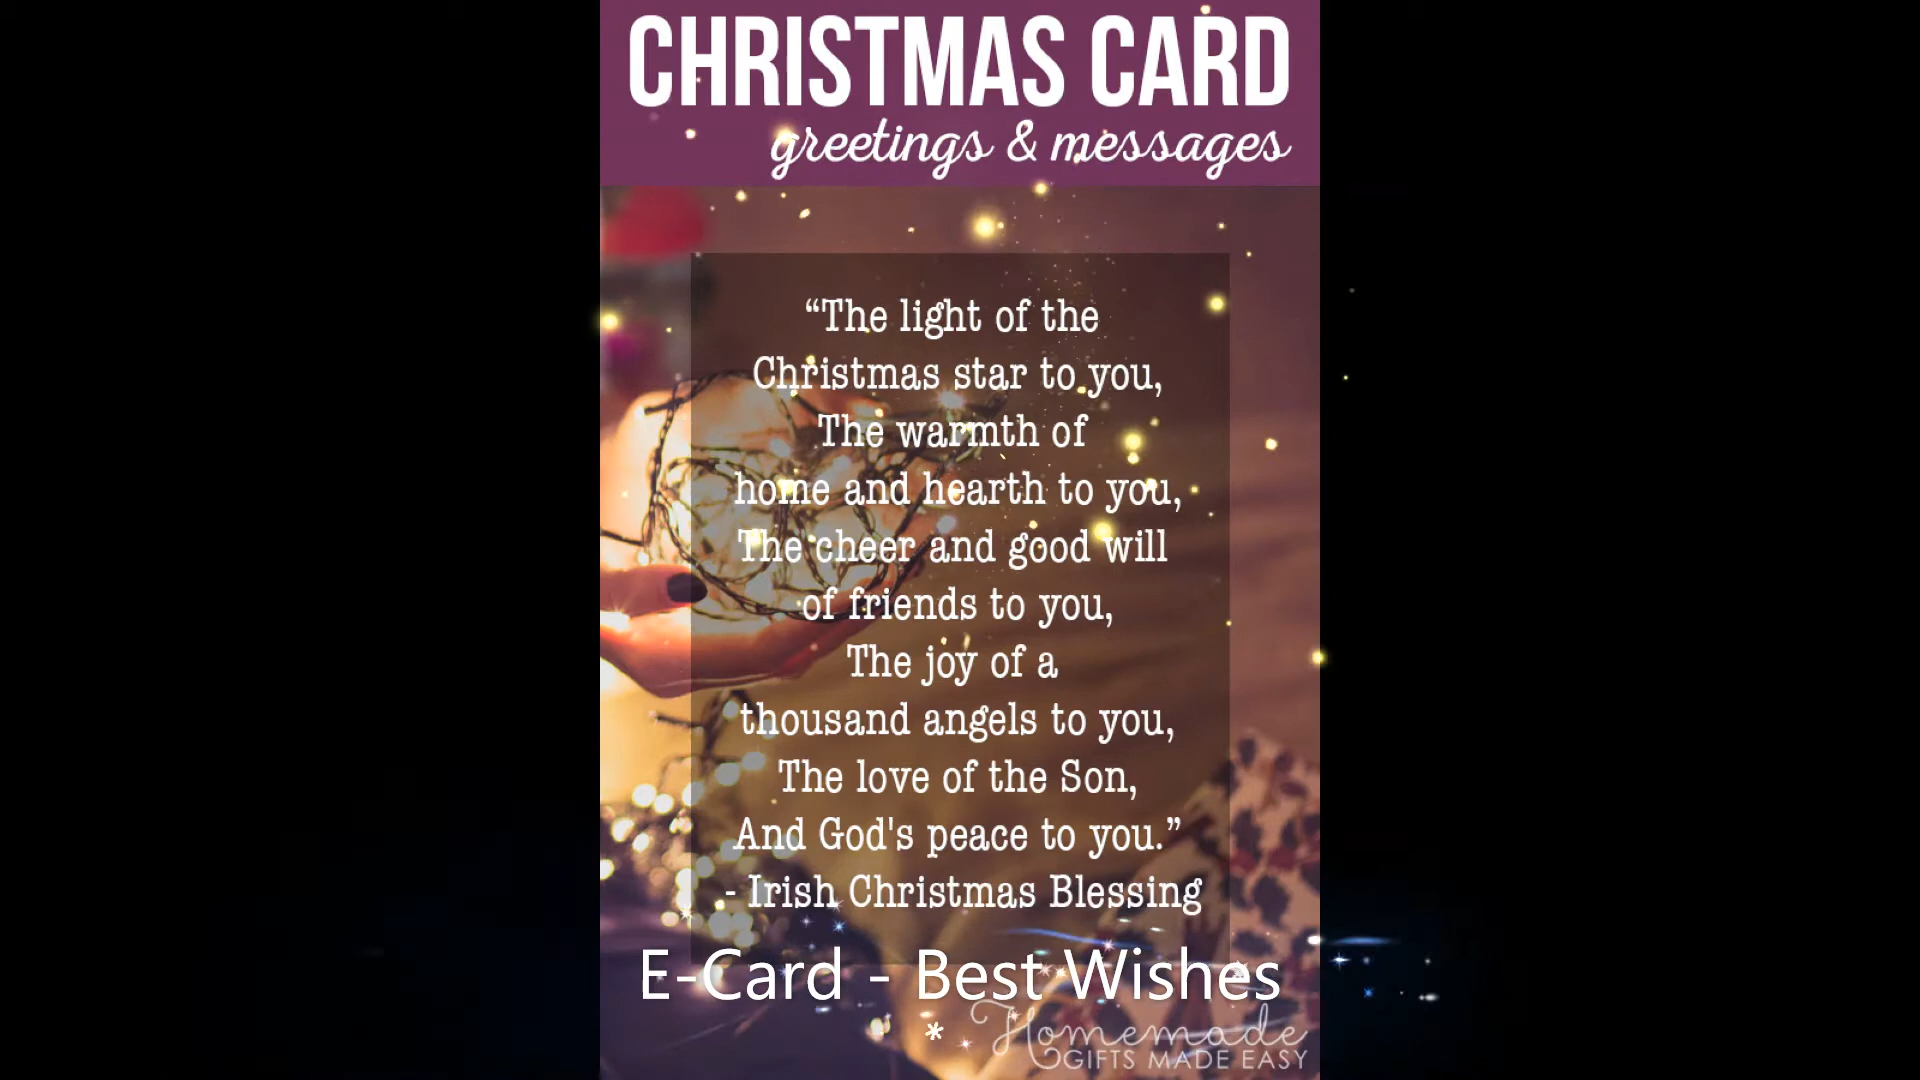 CHRISTMAS CARD
greetings & messages
“The light of the
Christmas star to you,
The warmth of
home and hearth to you,
The cheer and good will
of friends to you,
The joy of a
thousand angels to you,
The love of the Son,
And God's peace to you.”
- Irish Christmas Blessing
E-Card - Best Wishes
*
Homemade
GIFTS MADE EASY